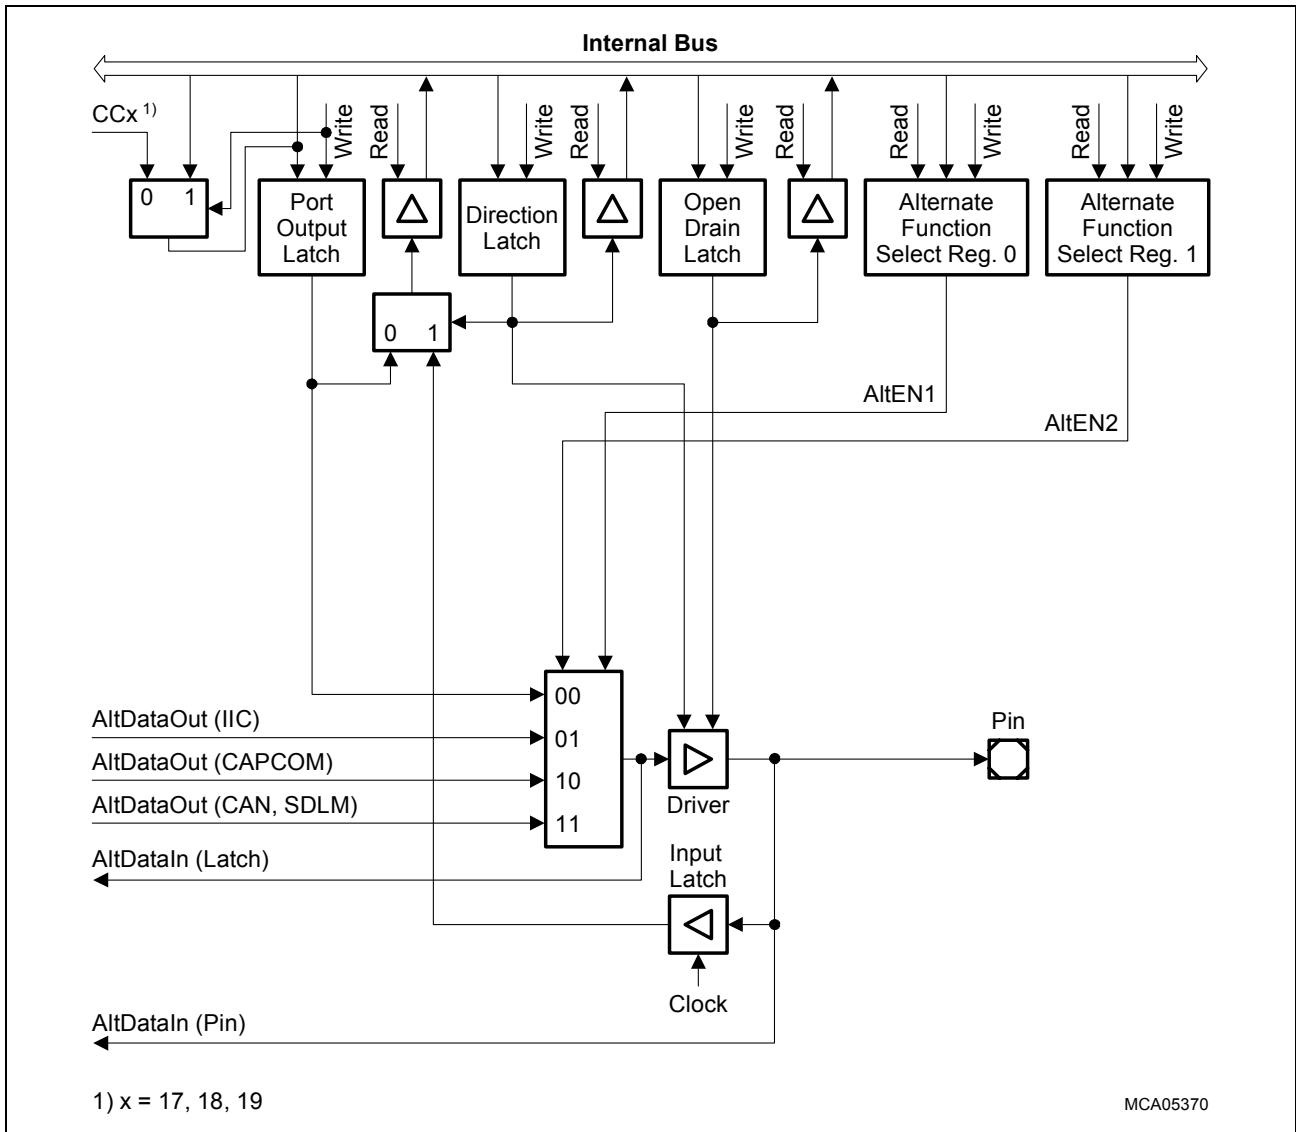 Internal Bus
CCx 1)
Write
Read
Write
Read
Write
Read
Read
Write
Read
Write
0 1
Port
Output
Latch
Direction
Latch
Open
Drain
Latch
Alternate
Function
Select Reg. 0
Alternate
Function
Select Reg. 1
0 1
AltEN1
AltEN2
00
01
10
11
AltDataOut (IIC)
AltDataOut (CAPCOM)
AltDataOut (CAN, SDLM)
AltDataIn (Latch)
Driver
Pin
Input
Latch
Clock
AltDataIn (Pin)
1) x = 17, 18, 19
MCA05370